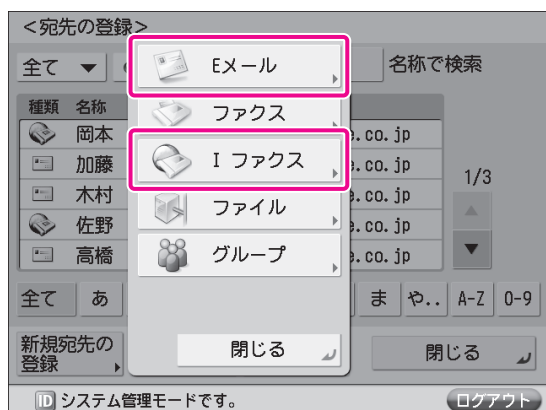 <宛先の登録>
全て
名称で検索
Eメール
種類 名称
ファクス
岡本
.co.jp
加藤
I ファクス
.co.jp
1/3
木村
.co.jp
ファイル
佐野
.co.jp
高橋
グループ
.co.jp
全て あ ま や.. A-Z 0-9
新規宛先の
登録
閉じる
閉じる
ID システム管理モードです。
ログアウト